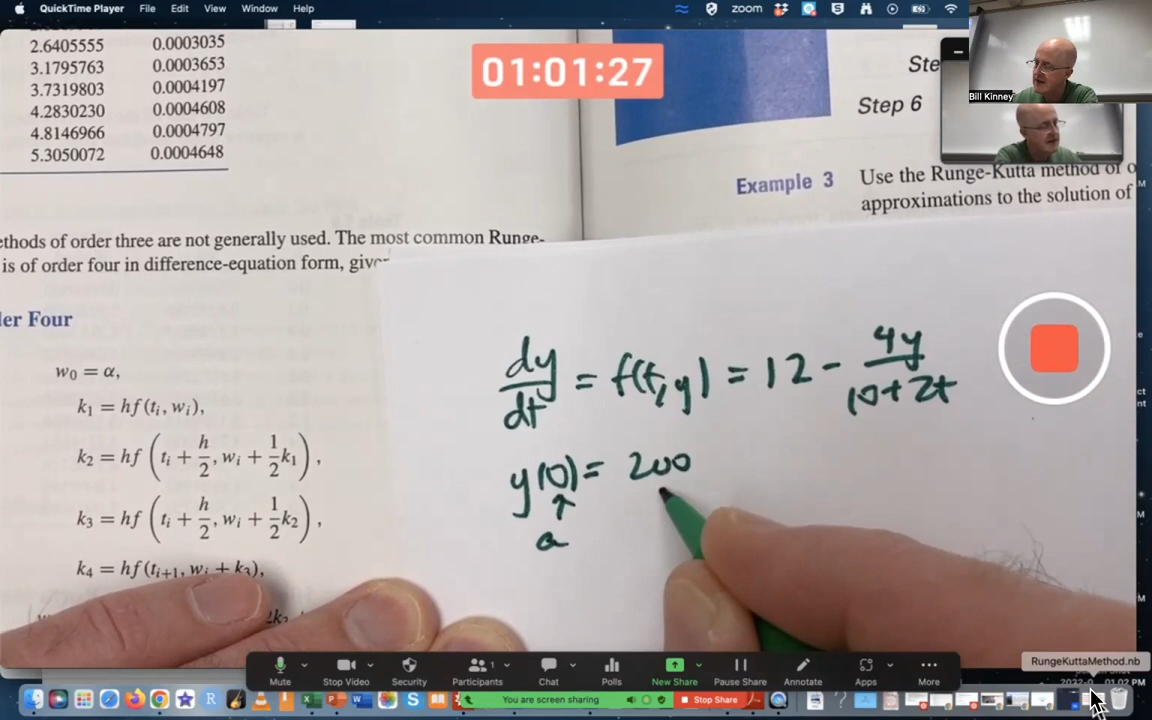 QuickTime Player File Edit View Window Help
zoom
2.6405555 0.0003035
3.1795763 0.0003653
3.7319803 0.0004197
4.2830230 0.0004608
4.8146966 0.0004797
5.3050072 0.0004648
01:01:27
Ste
Step 6
Bill Kinney
Example 3 Use the Runge-Kutta method of o
approximations to the solution of
ethods of order three are not generally used. The most common Runge-
is of order four in difference-equation form, give
er Four
w₀ = α,
k₁ = hf(tᵢ, wᵢ),
k₂ = hf(tᵢ + h/2, wᵢ + 1/2 k₁),
k₃ = hf(tᵢ + h/2, wᵢ + 1/2 k₂),
k₄ = hf(tᵢ₊₁, wᵢ + k₃),
dy/dt = f(t,y) = 12 - 4y/10+2t
y(0) = 200
↑
a
RungeKuttaMethod.nb
Mute Stop Video Security Participants 1 Chat Polls New Share Pause Share Annotate Apps More
You are screen sharing Stop Share